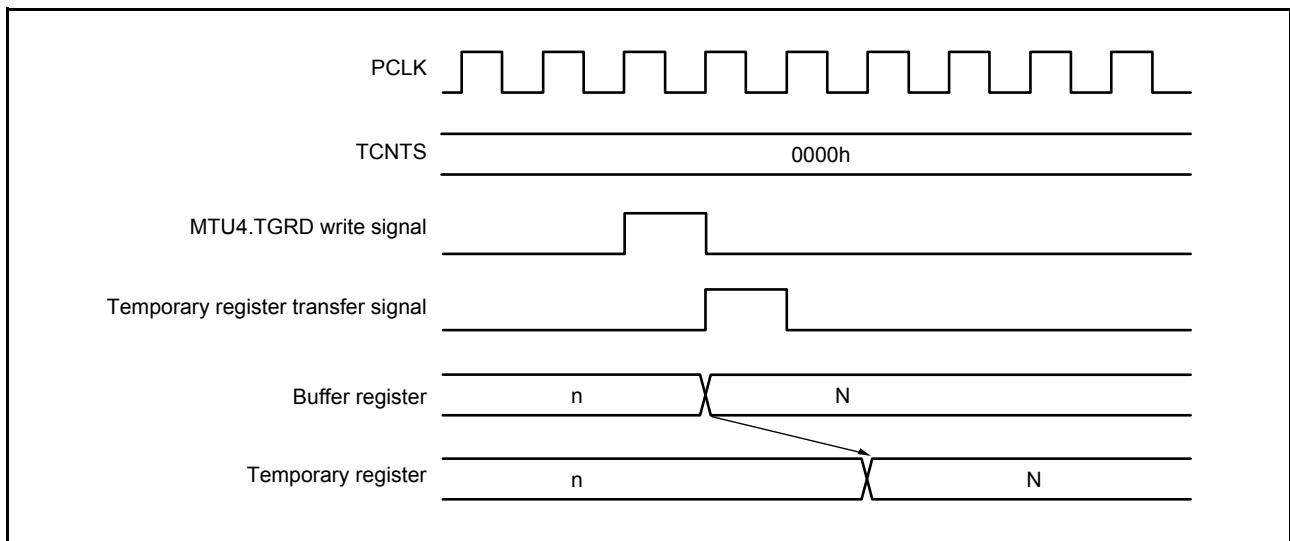 PCLK
TCNTS
0000h
MTU4.TGRD write signal
Temporary register transfer signal
Buffer register
n
N
Temporary register
n
N